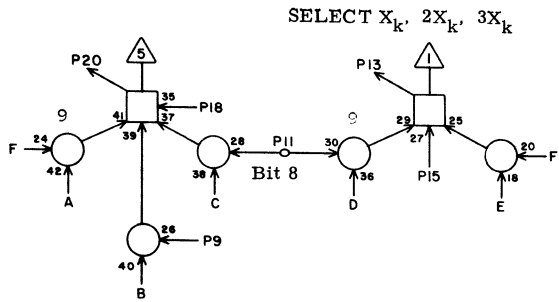 SELECT Xk, 2Xk, 3Xk
5 1
P20 P13
35
9 41 P18 9 29 25
39 37 27
F 24 28 P11 30 20 F
42 38 Bit 8 36 P15 18
A C D E
26 P9
40
B